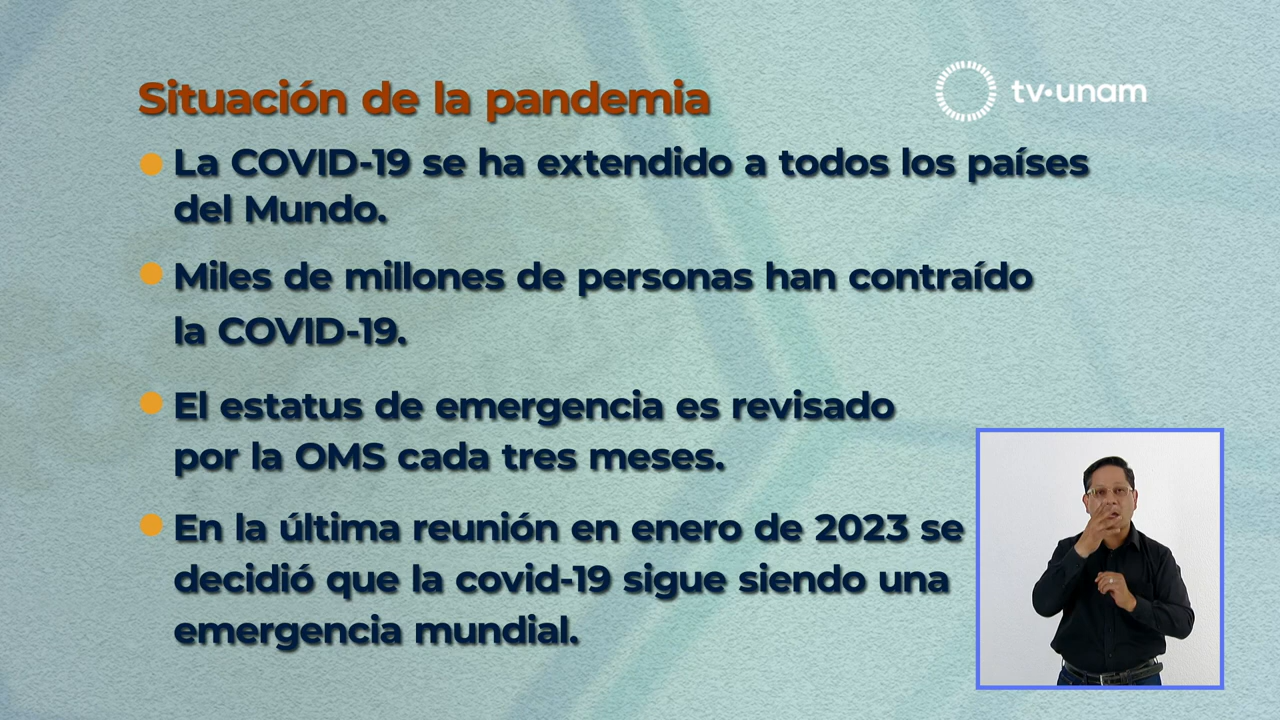 Situación de la pandemia
tv·unam
La COVID-19 se ha extendido a todos los países
del Mundo.
Miles de millones de personas han contraído
la COVID-19.
El estatus de emergencia es revisado
por la OMS cada tres meses.
En la última reunión en enero de 2023 se
decidió que la covid-19 sigue siendo una
emergencia mundial.